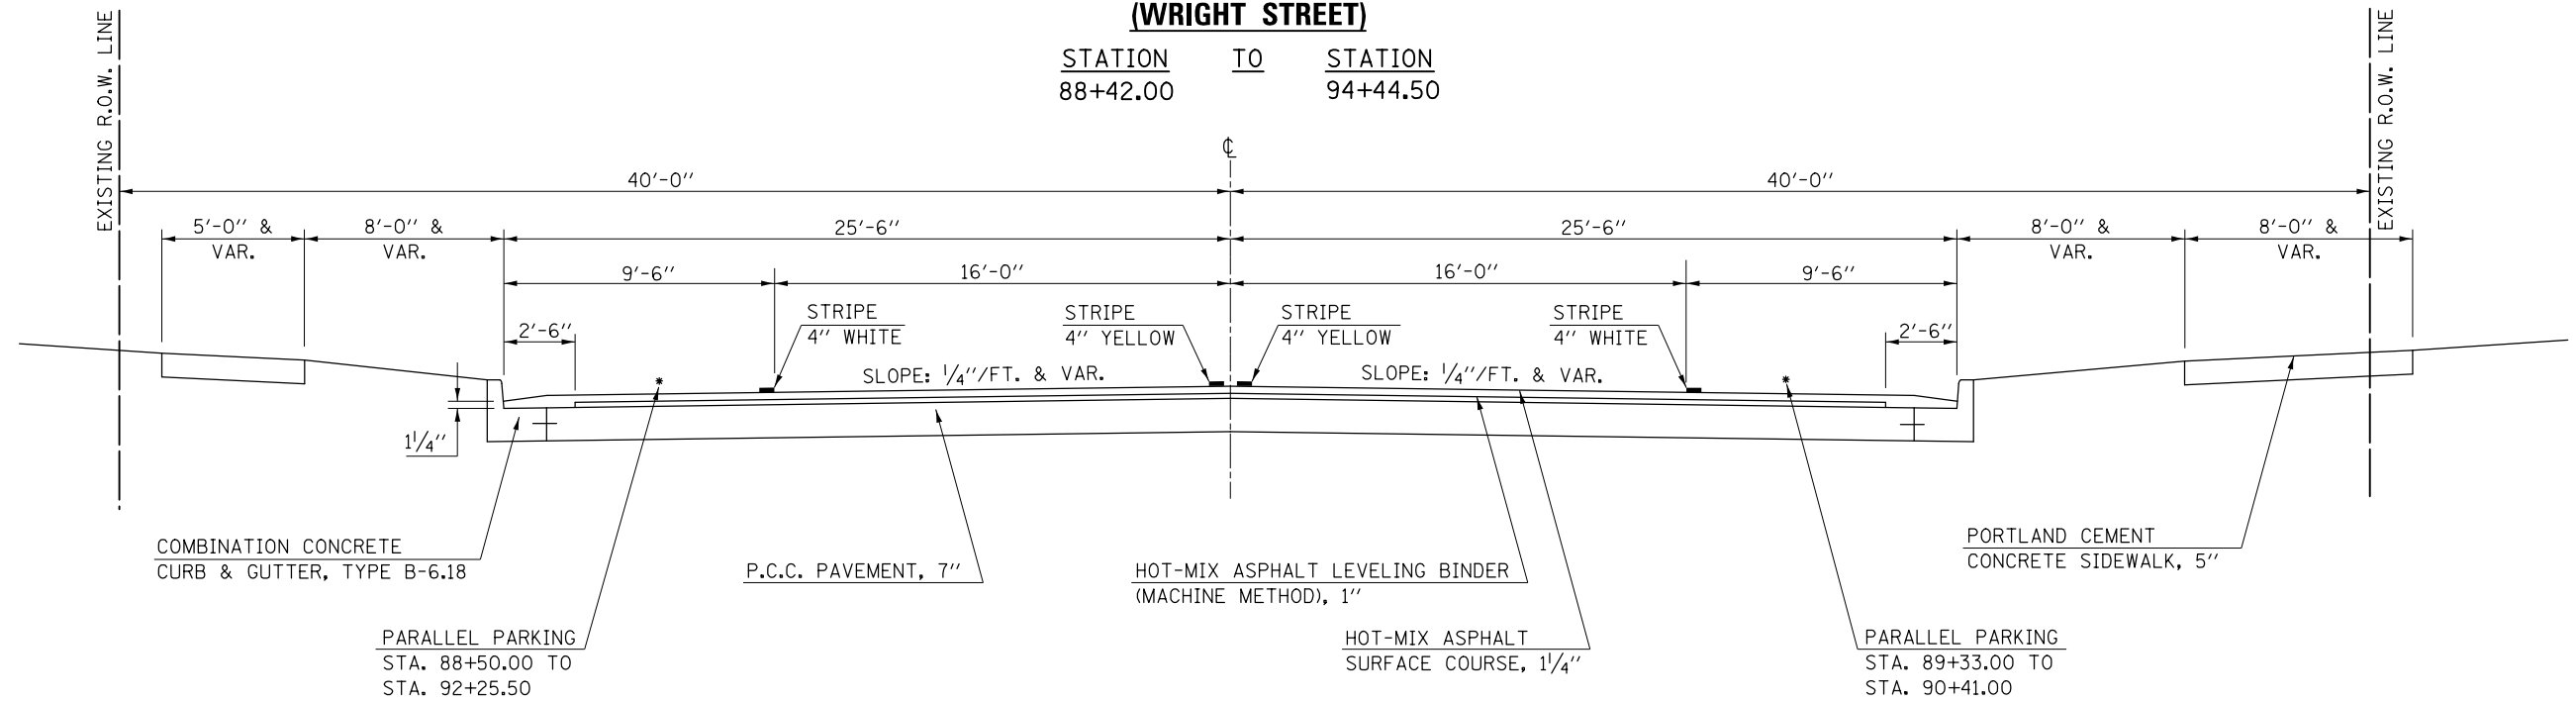 (WRIGHT STREET)
STATION TO STATION
88+42.00 94+44.50
EXISTING R.O.W. LINE
EXISTING R.O.W. LINE
℄
40'-0" 40'-0"
5'-0" & VAR.
8'-0" & VAR.
25'-6" 25'-6"
8'-0" & VAR.
8'-0" & VAR.
9'-6" 16'-0" 16'-0" 9'-6"
2'-6"
STRIPE
4" WHITE
STRIPE
4" YELLOW
STRIPE
4" YELLOW
STRIPE
4" WHITE
2'-6"
*
SLOPE: 1/4"/FT. & VAR.
SLOPE: 1/4"/FT. & VAR.
*
1 1/4"
COMBINATION CONCRETE
CURB & GUTTER, TYPE B-6.18
P.C.C. PAVEMENT, 7"
HOT-MIX ASPHALT LEVELING BINDER
(MACHINE METHOD), 1"
PORTLAND CEMENT
CONCRETE SIDEWALK, 5"
PARALLEL PARKING
STA. 88+50.00 TO
STA. 92+25.50
HOT-MIX ASPHALT
SURFACE COURSE, 1 1/4"
PARALLEL PARKING
STA. 89+33.00 TO
STA. 90+41.00